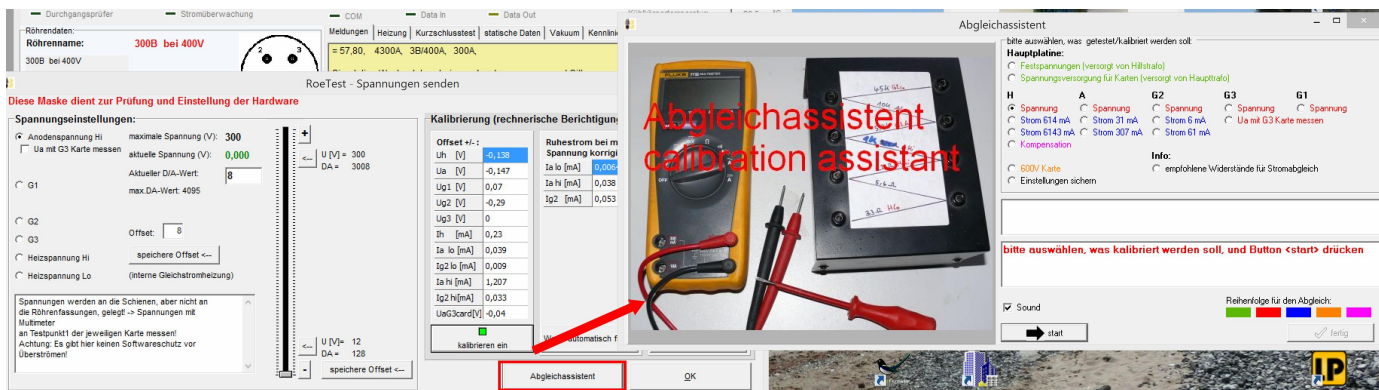 Durchgangsprüfer
Stromüberwachung
COM
Data In
Data Out
Röhrendaten:
Röhrenname:
300B bei 400V
300B bei 400V
2
3
Meldungen
Heizung
Kurzschlusstest
statische Daten
Vakuum
Kennlinie
= 57,80, 4300A, 3B/400A, 300A,
RoeTest - Spannungen senden
Diese Maske dient zur Prüfung und Einstellung der Hardware
Spannungseinstellungen:
Anodenspannung Hi
Ua mit G3 Karte messen
G1
G2
G3
Heizspannung Hi
Heizspannung Lo
maximale Spannung (V): 300
aktuelle Spannung (V): 0,000
Aktueller D/A-Wert: 8
max.DA-Wert: 4095
Offset: 8
speichere Offset <--
(interne Gleichstromheizung)
Spannungen werden an die Schienen, aber nicht an
die Röhrenfassungen, gelegt! -> Spannungen mit
Multimeter
an Testpunkt1 der jeweiligen Karte messen!
Achtung: Es gibt hier keinen Softwareschutz vor
Überströmen!
+
<-- U [V] = 300
DA = 3008
<-- U [V]= 12
DA = 128
-
speichere Offset <--
Kalibrierung (rechnerische Berichtigung
Offset +/- :
Uh [V] -0,138
Ua [V] -0,147
Ug1 [V] 0,07
Ug2 [V] -0,29
Ug3 [V] 0
Ih [mA] 0,23
Ia lo [mA] 0,039
Ig2 lo [mA] 0,009
Ia hi [mA] 1,207
Ig2 hi[mA] 0,033
UaG3card[V] -0,04
Ruhestrom bei m
Spannung korrigi
Ia lo [mA] 0,006
Ia hi [mA] 0,038
Ig2 [mA] 0,053
kalibrieren ein
Abgleichassistent
OK
Abgleichassistent
FLUKE
OFF
45K
10K
Abgleichassistent
calibration assistant
bitte auswählen, was getestet/kalibriert werden soll:
Hauptplatine:
Festspannungen (versorgt von Hilfstrafo)
Spannungsversorgung für Karten (versorgt von Haupttrafo)
H A G2 G3 G1
Spannung Spannung Spannung Spannung Spannung
Strom 614 mA Strom 31 mA Strom 6 mA Ua mit G3 Karte messen
Strom 6143 mA Strom 307 mA Strom 61 mA
Kompensation
Info:
600V Karte empfohlene Widerstände für Stromabgleich
Einstellungen sichern
bitte auswählen, was kalibriert werden soll, und Button <start> drücken
Sound
Reihenfolge für den Abgleich:
start
fertig